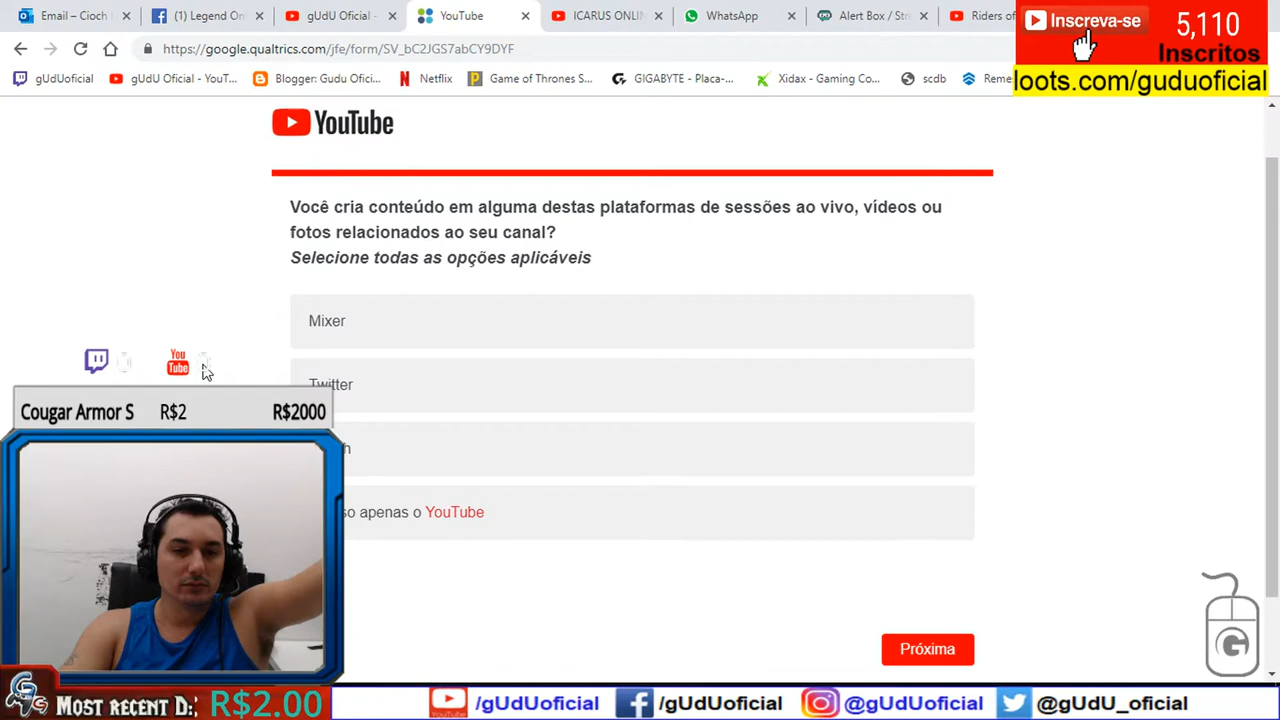 Email – Cioch
(1) Legend On
gUdU Oficial -
YouTube
ICARUS ONLIN
WhatsApp
Alert Box / Stre
Riders of
Inscreva-se
5,110
Inscritos
https://google.qualtrics.com/jfe/form/SV_bC2JGS7abCY9DYF
loots.com/guduoficial
gUdUoficial
gUdU Oficial - YouT...
Blogger: Gudu Ofici...
Netflix
Game of Thrones S...
GIGABYTE - Placa-...
Xidax - Gaming Co...
scdb
Reme
YouTube
Você cria conteúdo em alguma destas plataformas de sessões ao vivo, vídeos ou
fotos relacionados ao seu canal?
Selecione todas as opções aplicáveis
Mixer
You
Tube
Twitter
Cougar Armor S R$2 R$2000
h
so apenas o YouTube
Próxima
G
MOST RECENT D: R$2.00
YouTube
/gUdUoficial
/gUdUoficial
@gUdUoficial
@gUdU_oficial